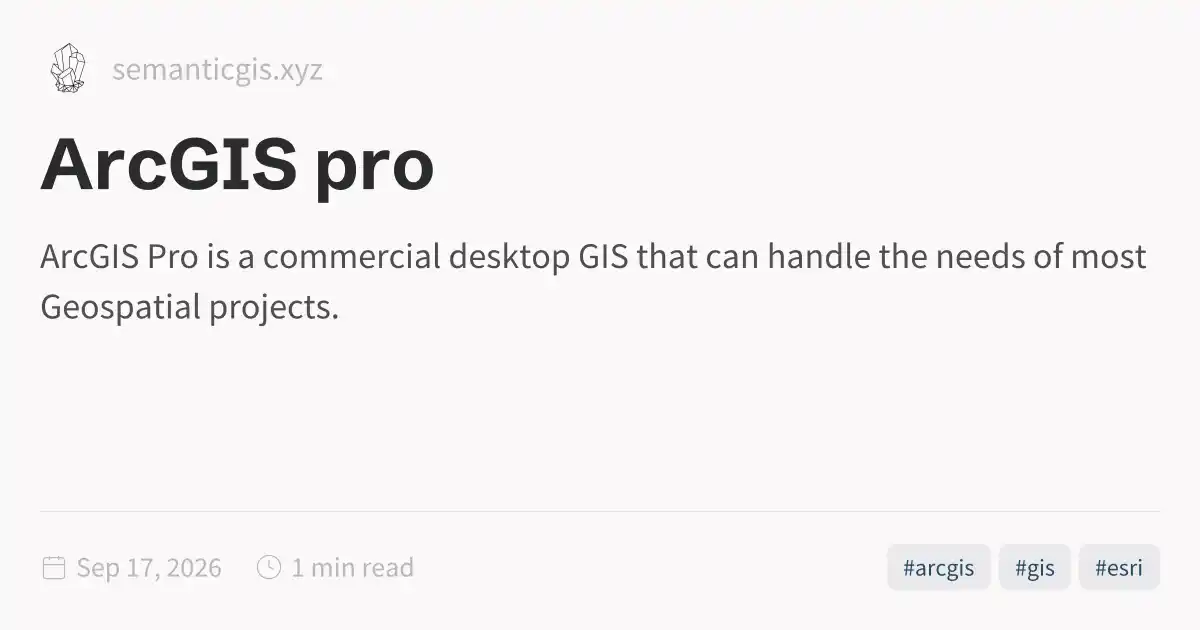 semanticgis.xyz
ArcGIS pro
ArcGIS Pro is a commercial desktop GIS that can handle the needs of most
Geospatial projects.
Sep 17, 2026 1 min read #arcgis #gis #esri